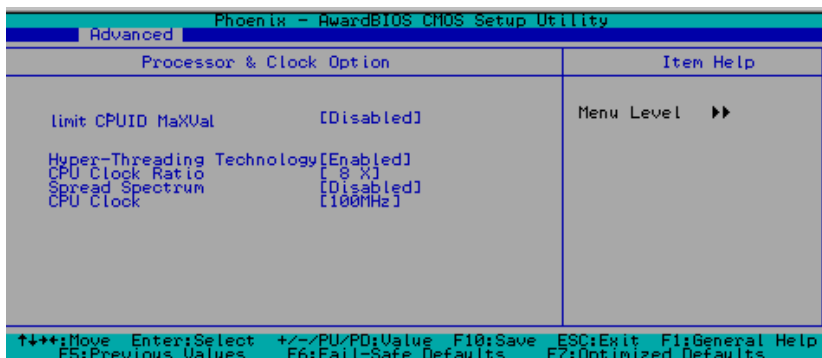 Phoenix - AwardBIOS CMOS Setup Utility
Advanced
Processor & Clock Option
Item Help
limit CPUID MaXVal [Disabled]
Menu Level ▶▶
Hyper-Threading Technology[Enabled]
CPU Clock Ratio [ 8 X]
Spread Spectrum [Disabled]
CPU Clock [100MHz]
↑↓→←:Move Enter:Select +/-/PU/PD:Value F10:Save ESC:Exit F1:General Help
F5:Previous Values F6:Fail-Safe Defaults F7:Optimized Defaults